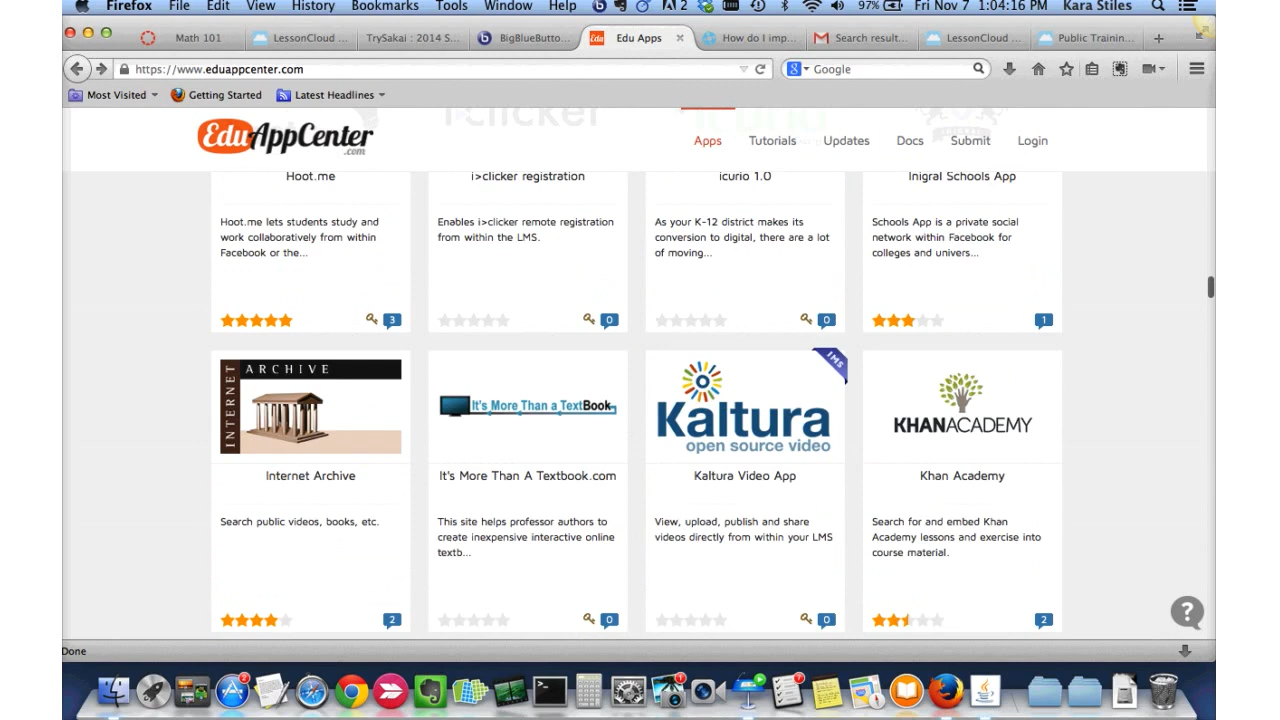 Firefox File Edit View History Bookmarks Tools Window Help A 2 97% Fri Nov 7 1:04:16 PM Kara Stiles
Math 101 LessonCloud TrySakai : 2014 S... BigBlueButto... Edu Apps How do I imp... Search result... LessonCloud Public Trainin...
https://www.eduappcenter.com Google
Most Visited Getting Started Latest Headlines
EduAppCenter .com Apps Tutorials Updates Docs Submit Login
i>clicker
Hoot.me i>clicker registration icurio 1.0 Inigral Schools App
Hoot.me lets students study and
work collaboratively from within
Facebook or the...
Enables i>clicker remote registration
from within the LMS.
As your K-12 district makes its
conversion to digital, there are a lot
of moving...
Schools App is a private social
network within Facebook for
colleges and univers...
3 0 0 1
INTERNET ARCHIVE
It's More Than a TextBook
IMS
Kaltura
open source video
KHANACADEMY
Internet Archive It's More Than A Textbook.com Kaltura Video App Khan Academy
Search public videos, books, etc.
This site helps professor authors to
create inexpensive interactive online
textb...
View, upload, publish and share
videos directly from within your LMS
Search for and embed Khan
Academy lessons and exercise into
course material.
2 0 0 2
?
Done